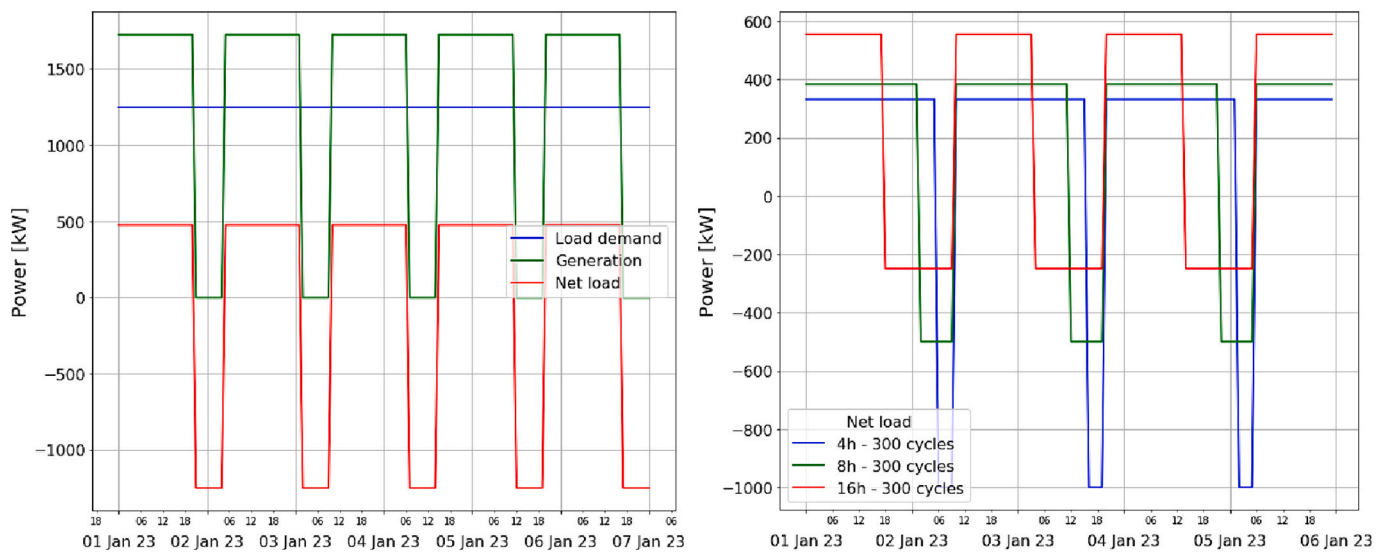 Power [kW]
1500
1000
500
0
−500
−1000
Load demand
Generation
Net load
18 06 12 18 06 12 18 06 12 18 06 12 18 06 12 18 06 12 18 06
01 Jan 23 02 Jan 23 03 Jan 23 04 Jan 23 05 Jan 23 06 Jan 23 07 Jan 23
Power [kW]
600
400
200
0
−200
−400
−600
−800
−1000
Net load
4h - 300 cycles
8h - 300 cycles
16h - 300 cycles
06 12 18 06 12 18 06 12 18 06 12 18 06 12 18
01 Jan 23 02 Jan 23 03 Jan 23 04 Jan 23 05 Jan 23 06 Jan 23